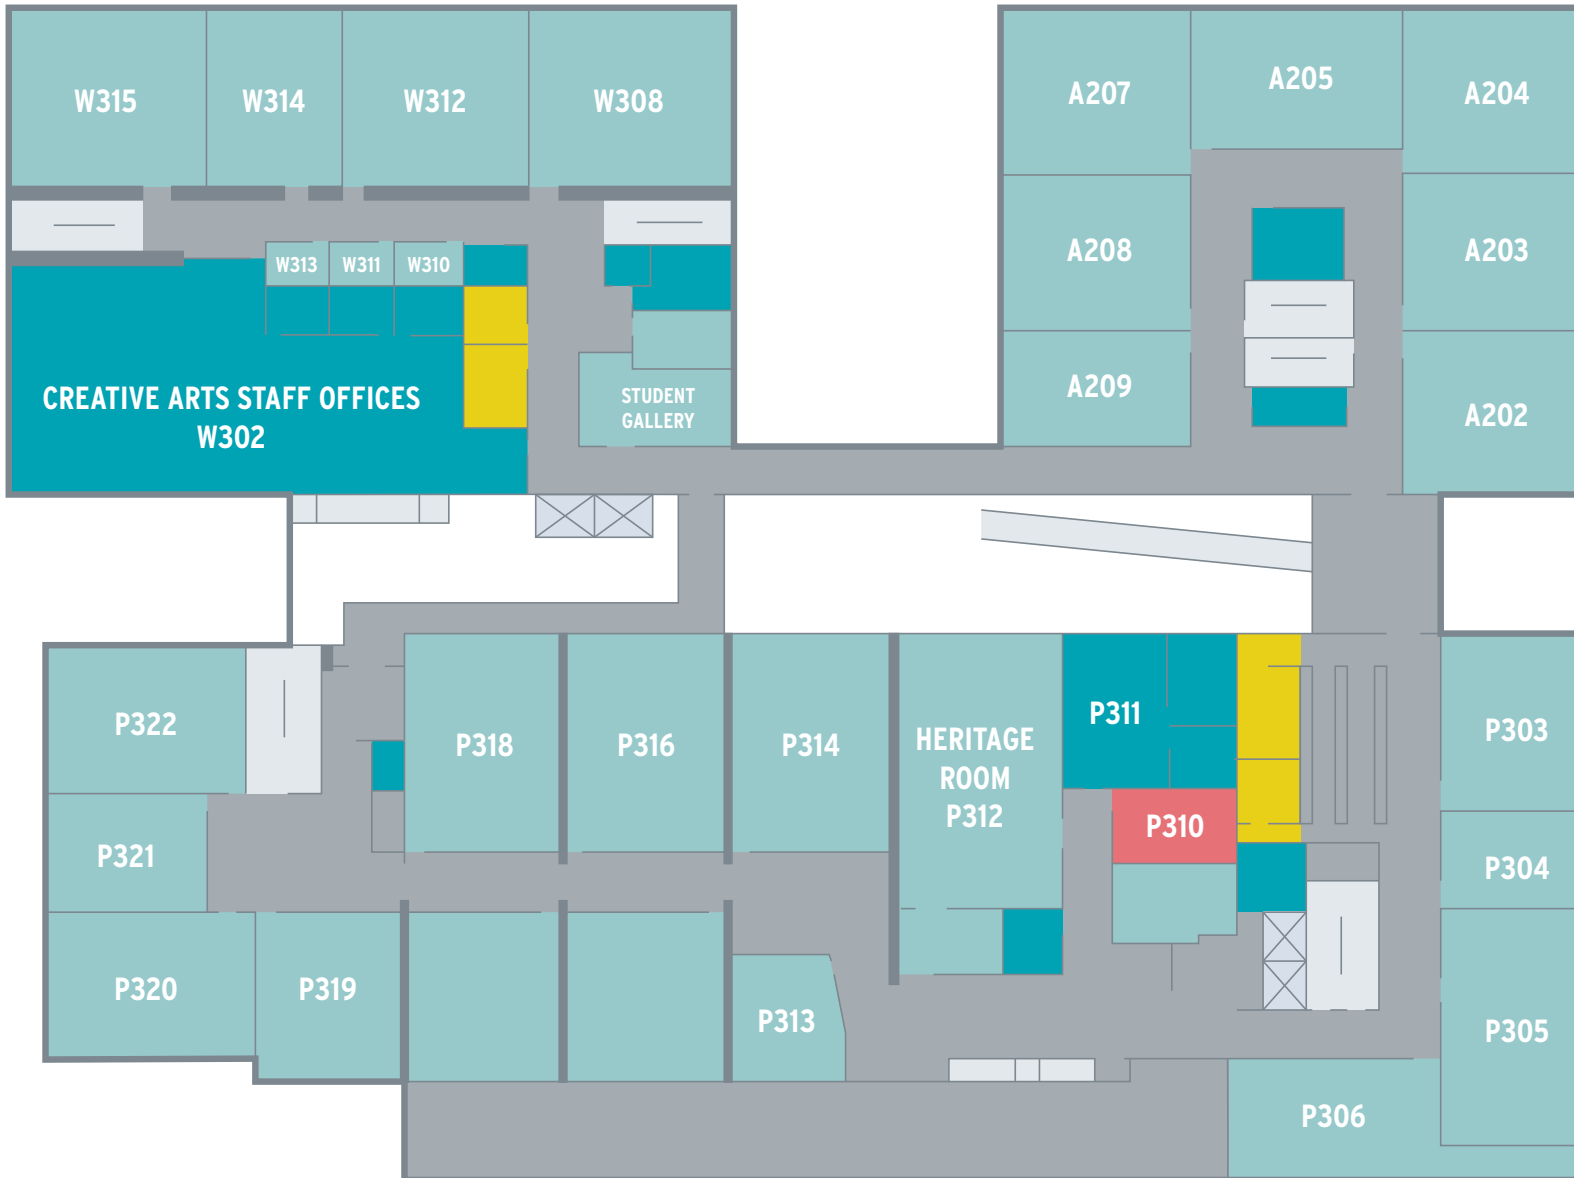 W315
W314
W312
W308
A207
A205
A204
W313
W311
W310
A208
A203
CREATIVE ARTS STAFF OFFICES
W302
STUDENT
GALLERY
A209
A202
P322
P318
P316
P314
HERITAGE
ROOM
P312
P311
P303
P310
P321
P304
P320
P319
P313
P305
P306